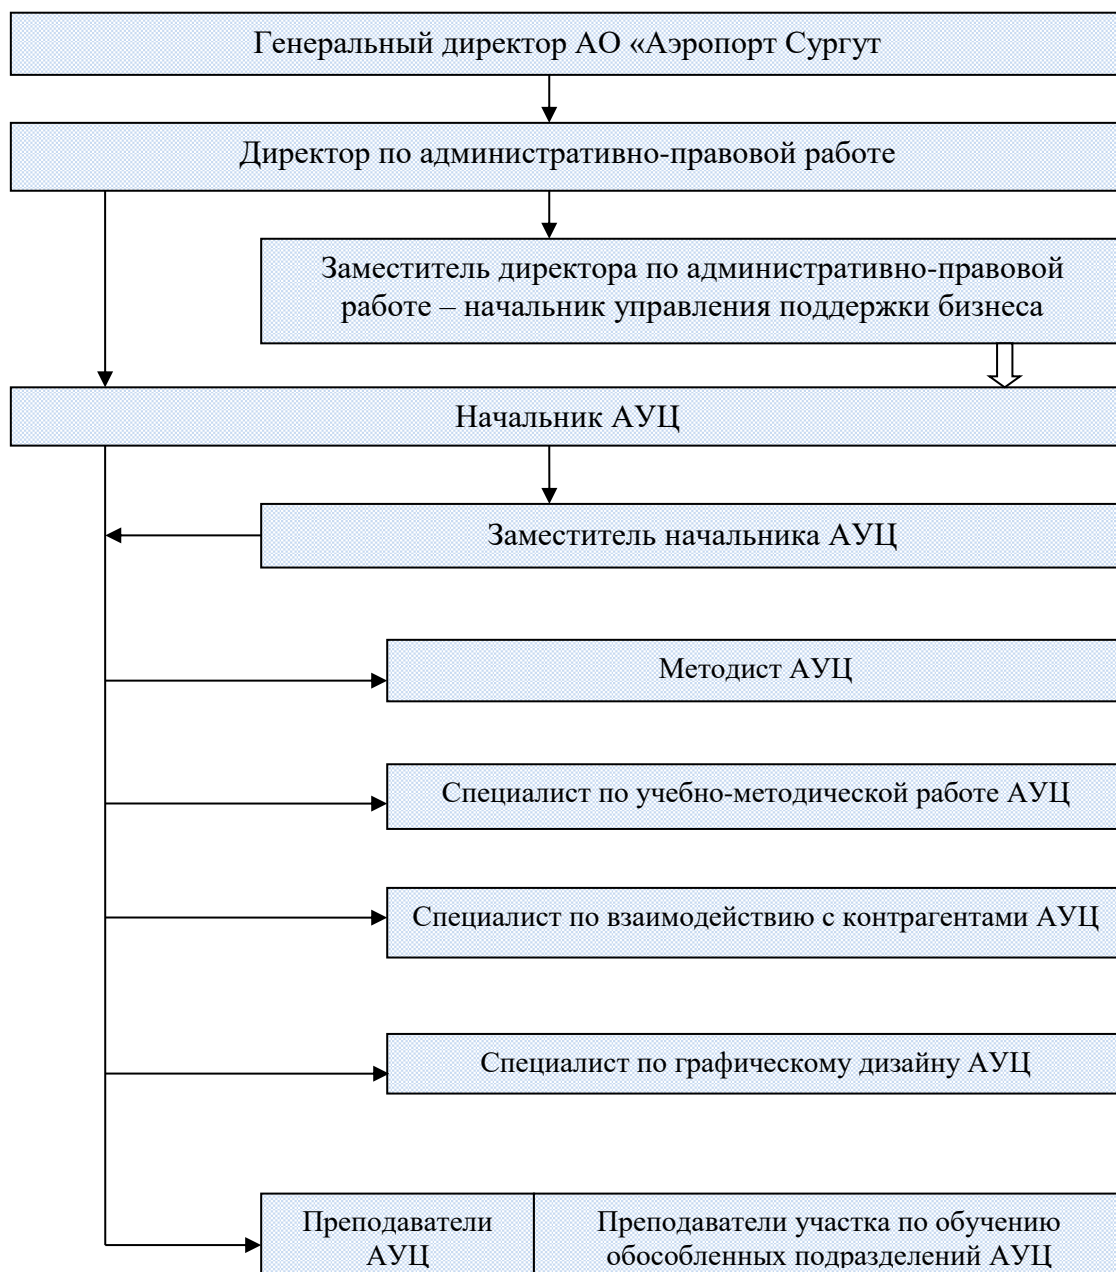 Генеральный директор АО «Аэропорт Сургут
Директор по административно-правовой работе
Заместитель директора по административно-правовой
работе – начальник управления поддержки бизнеса
Начальник АУЦ
Заместитель начальника АУЦ
Методист АУЦ
Специалист по учебно-методической работе АУЦ
Специалист по взаимодействию с контрагентами АУЦ
Специалист по графическому дизайну АУЦ
Преподаватели
АУЦ
Преподаватели участка по обучению
обособленных подразделений АУЦ